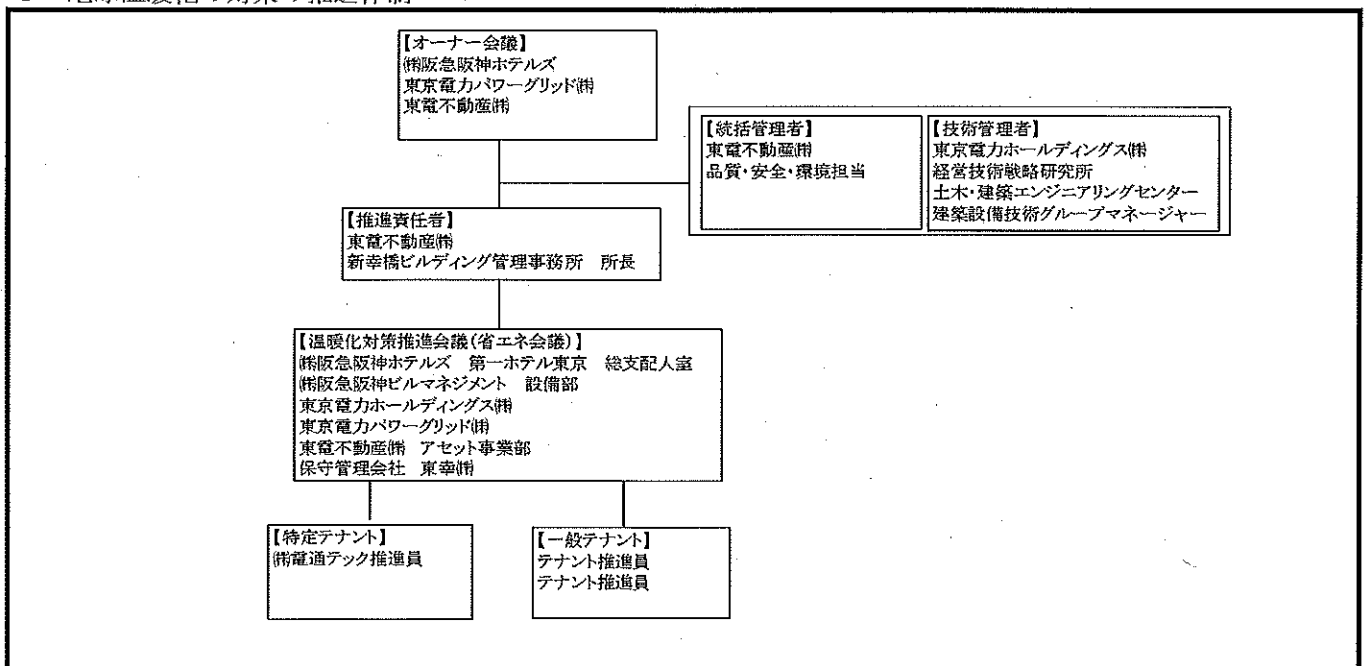 【オーナー会議】
㈱阪急阪神ホテルズ
東京電力パワーグリッド㈱
東電不動産㈱
【統括管理者】
東電不動産㈱
品質・安全・環境担当
【技術管理者】
東京電力ホールディングス㈱
経営技術戦略研究所
土木・建築エンジニアリングセンター
建築設備技術グループマネージャー
【推進責任者】
東電不動産㈱
新幸橋ビルディング管理事務所　所長
【温暖化対策推進会議(省エネ会議)】
㈱阪急阪神ホテルズ　第一ホテル東京　総支配人室
㈱阪急阪神ビルマネジメント　設備部
東京電力ホールディングス㈱
東京電力パワーグリッド㈱
東電不動産㈱　アセット事業部
保守管理会社　東幸㈱
【特定テナント】
㈱電通テック推進員
【一般テナント】
テナント推進員
テナント推進員